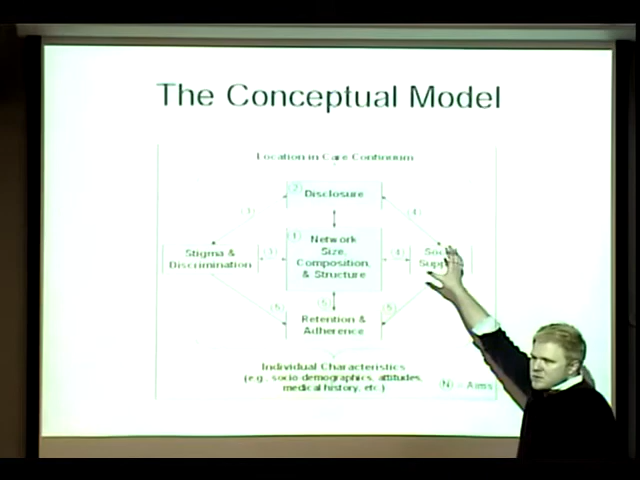 The Conceptual Model
Location in Care Continuum
Disclosure
Network
Size,
Composition,
& Structure
Stigma &
Discrimination
Retention &
Adherence
Individual Characteristics
(e.g., socio-demographics, attitudes,
medical history, etc.)
Aims